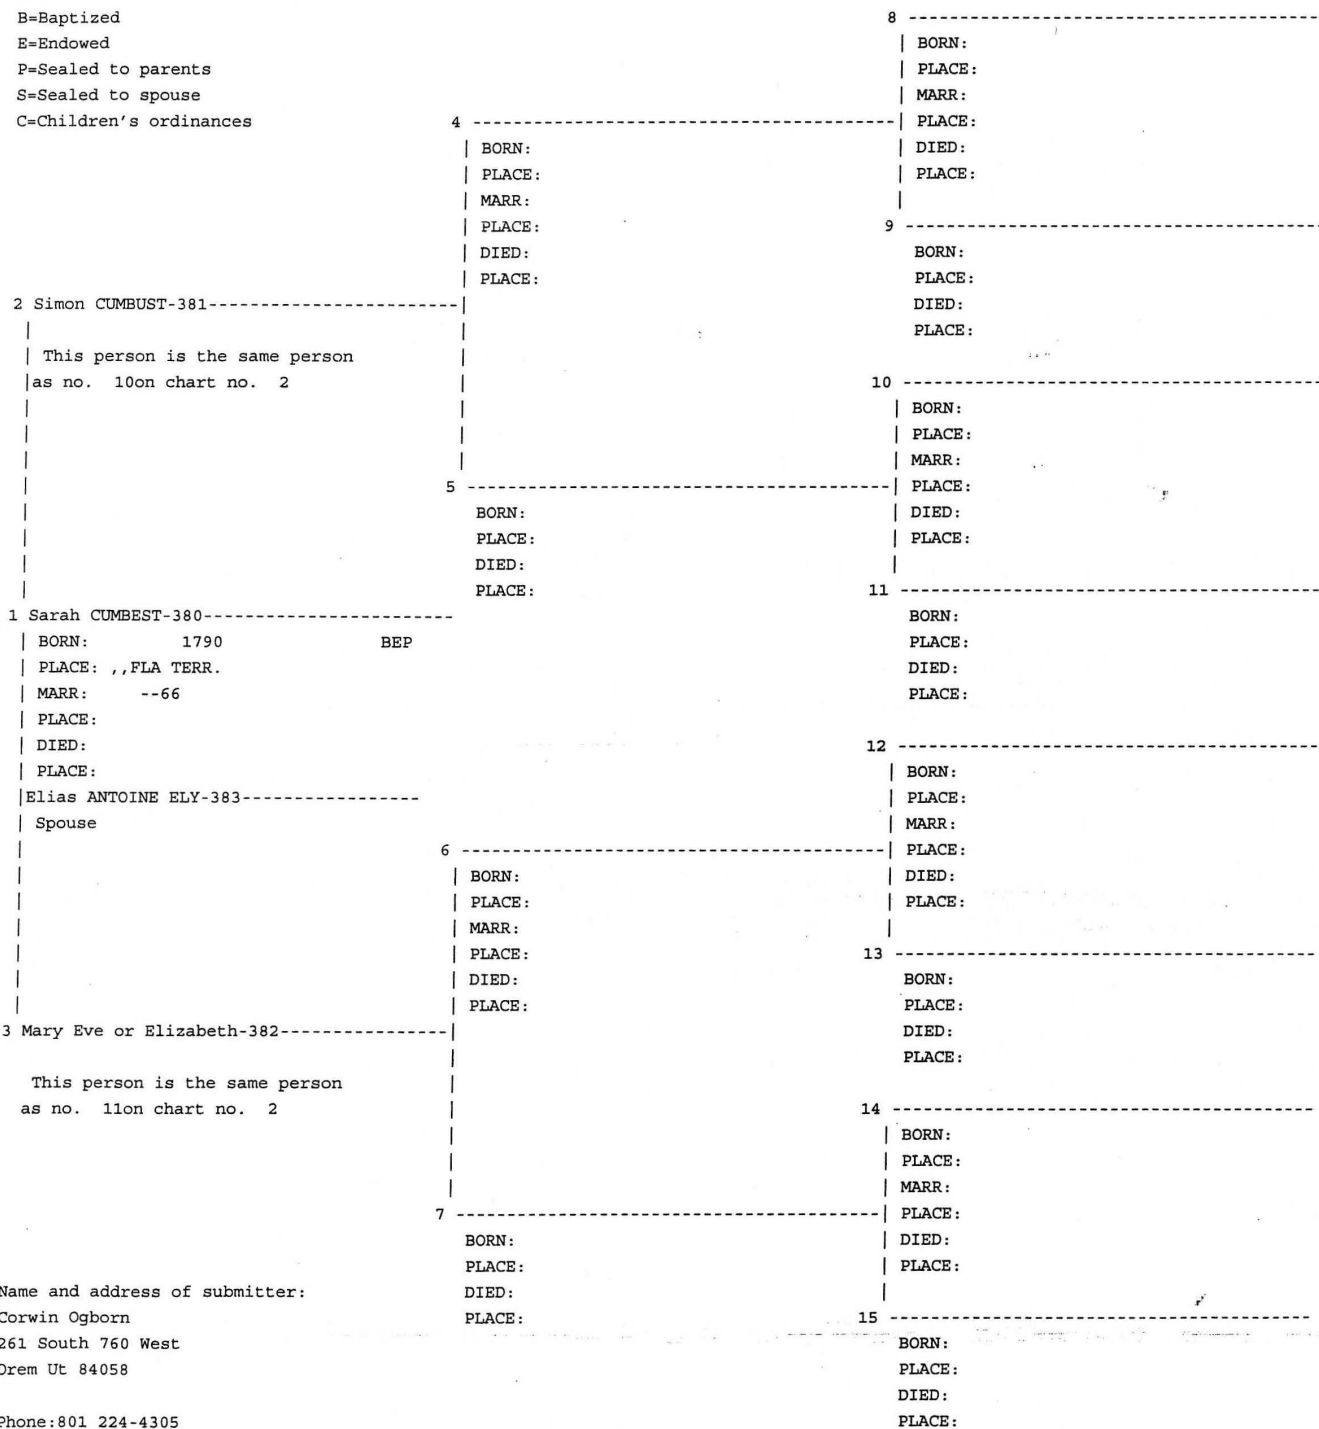 B=Baptized
E=Endowed
P=Sealed to parents
S=Sealed to spouse
C=Children's ordinances
2 Simon CUMBUST-381
This person is the same person
as no. 10on chart no. 2
1 Sarah CUMBEST-380
BORN: 1790 BEP
PLACE: ,,FLA TERR.
MARR: --66
PLACE:
DIED:
PLACE:
Elias ANTOINE ELY-383
Spouse
3 Mary Eve or Elizabeth-382
This person is the same person
as no. 11on chart no. 2
Name and address of submitter:
Corwin Ogborn
261 South 760 West
Orem Ut 84058
Phone:801 224-4305
4
BORN:
PLACE:
MARR:
PLACE:
DIED:
PLACE:
5
BORN:
PLACE:
DIED:
PLACE:
6
BORN:
PLACE:
MARR:
PLACE:
DIED:
PLACE:
7
BORN:
PLACE:
DIED:
PLACE:
8
BORN:
PLACE:
MARR:
PLACE:
DIED:
PLACE:
9
BORN:
PLACE:
DIED:
PLACE:
10
BORN:
PLACE:
MARR:
PLACE:
DIED:
PLACE:
11
BORN:
PLACE:
DIED:
PLACE:
12
BORN:
PLACE:
MARR:
PLACE:
DIED:
PLACE:
13
BORN:
PLACE:
DIED:
PLACE:
14
BORN:
PLACE:
MARR:
PLACE:
DIED:
PLACE:
15
BORN:
PLACE:
DIED:
PLACE: